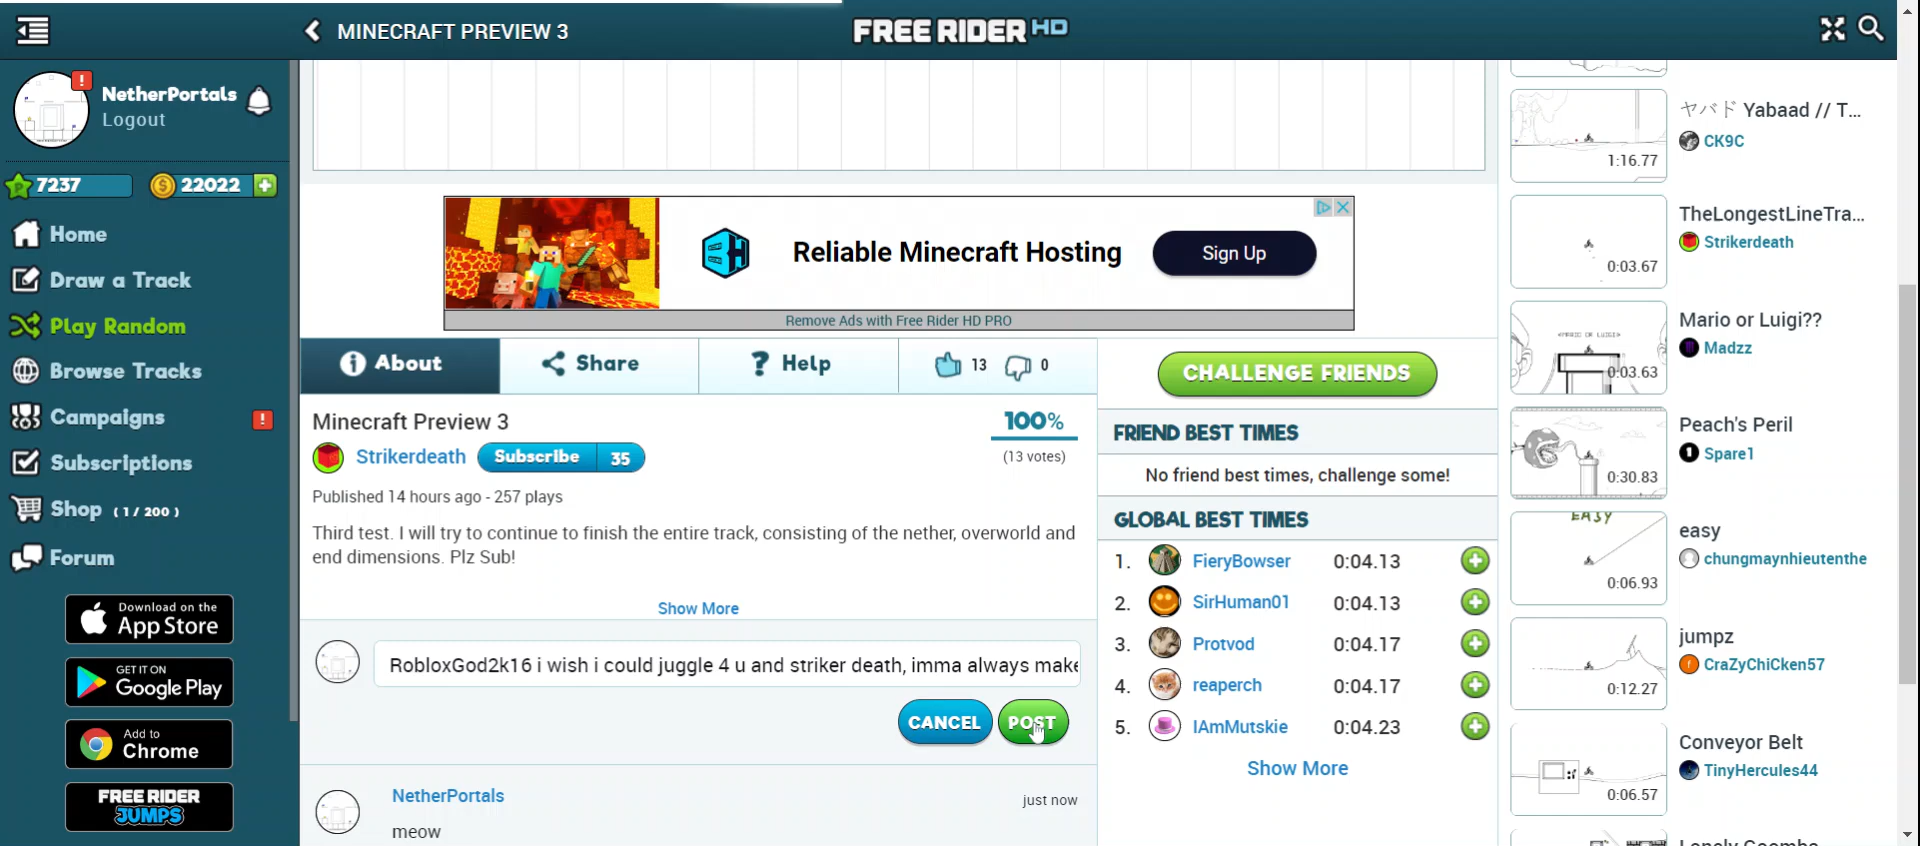 MINECRAFT PREVIEW 3
FREE RIDER HD
NetherPortals
Logout
7237
22022
Home
Draw a Track
Play Random
Browse Tracks
Campaigns
Subscriptions
Shop (1/200)
Forum
Download on the
App Store
GET IT ON
Google Play
Add to
Chrome
FREE RIDER
JUMPS
Reliable Minecraft Hosting
Sign Up
Remove Ads with Free Rider HD PRO
About
Share
Help
13
0
Minecraft Preview 3
100%
Strikerdeath
Subscribe 35
(13 votes)
Published 14 hours ago - 257 plays
Third test. I will try to continue to finish the entire track, consisting of the nether, overworld and
end dimensions. Plz Sub!
Show More
RobloxGod2k16 i wish i could juggle 4 u and striker death, imma always make
CANCEL
POST
NetherPortals
just now
meow
CHALLENGE FRIENDS
FRIEND BEST TIMES
No friend best times, challenge some!
GLOBAL BEST TIMES
1. FieryBowser 0:04.13
2. SirHuman01 0:04.13
3. Protvod 0:04.17
4. reaperch 0:04.17
5. IAmMutskie 0:04.23
Show More
ヤバド Yabaad // T...
CK9C
1:16.77
TheLongestLineTra...
Strikerdeath
0:03.67
Mario or Luigi??
Madzz
<MARIO OR LUIGI>
0:03.63
Peach's Peril
Spare1
0:30.83
EASY
easy
chungmaynhieutenthe
0:06.93
jumpz
CraZyChiCken57
0:12.27
Conveyor Belt
TinyHercules44
0:06.57